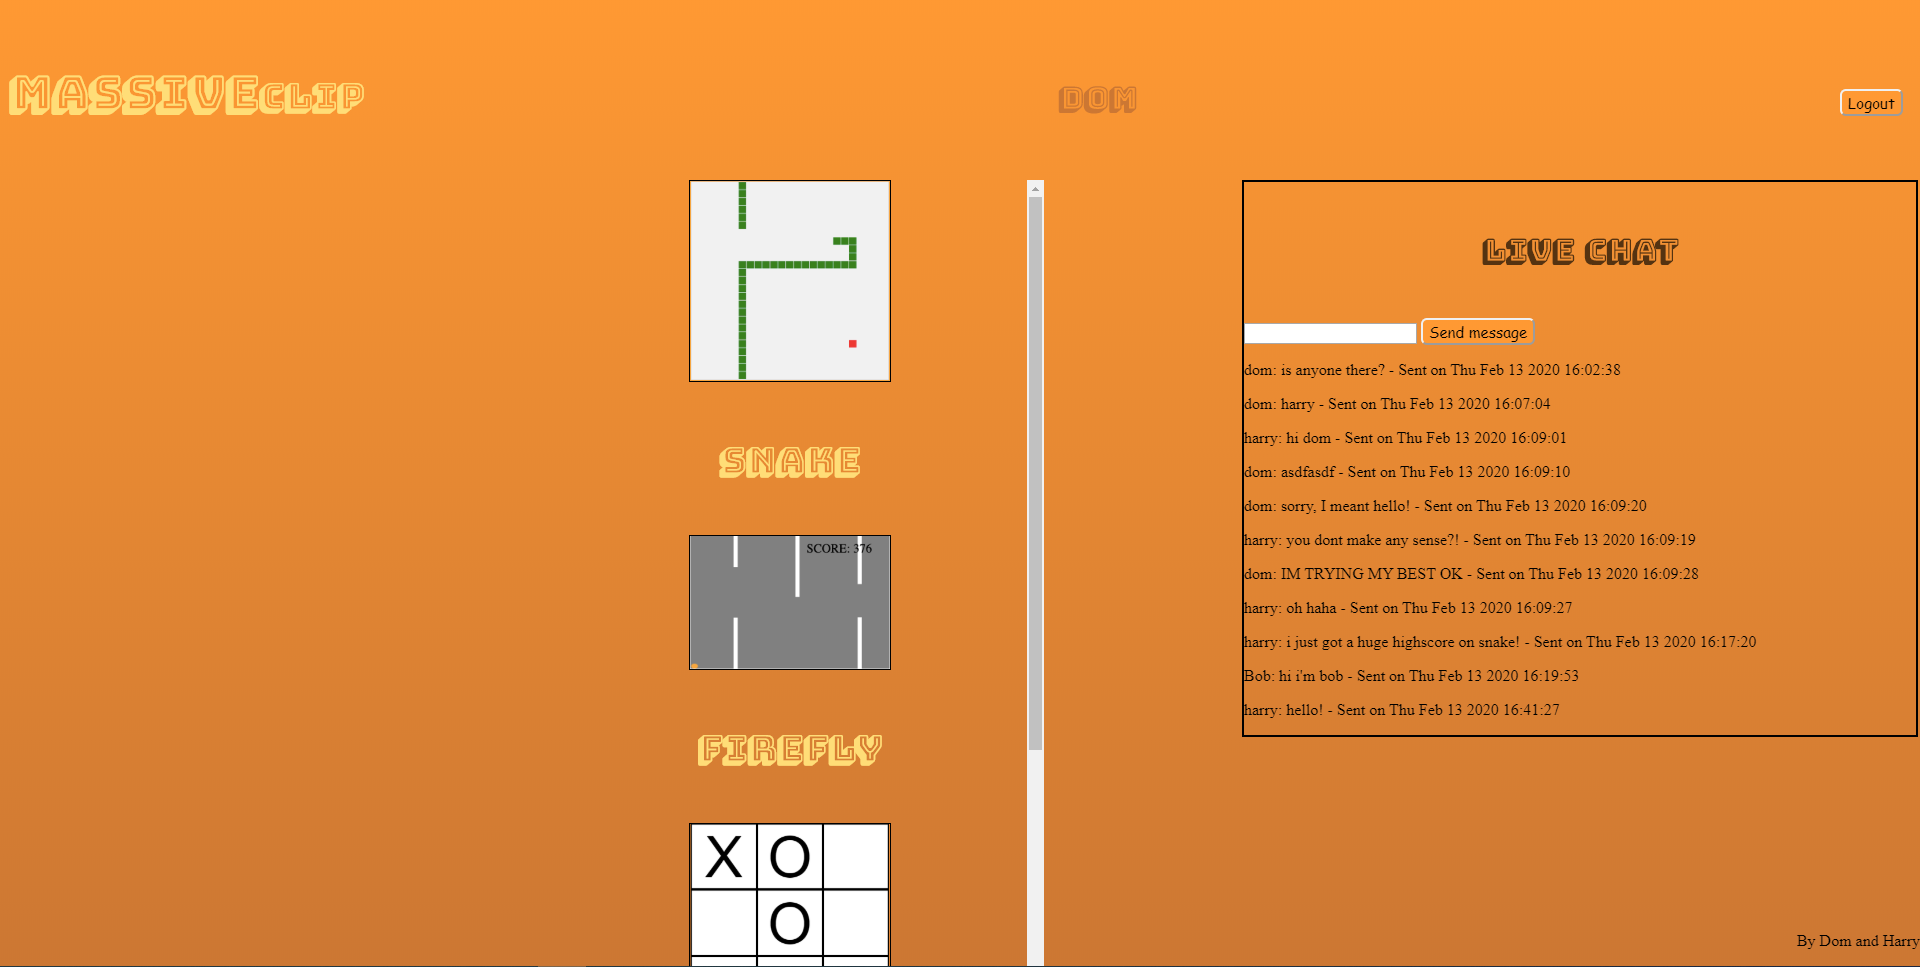 MASSIVECLIP
DOM
Logout
SNAKE
SCORE: 376
FIREFLY
X O
O
LIVE CHAT
Send message
dom: is anyone there? - Sent on Thu Feb 13 2020 16:02:38
dom: harry - Sent on Thu Feb 13 2020 16:07:04
harry: hi dom - Sent on Thu Feb 13 2020 16:09:01
dom: asdfasdf - Sent on Thu Feb 13 2020 16:09:10
dom: sorry, I meant hello! - Sent on Thu Feb 13 2020 16:09:20
harry: you dont make any sense?! - Sent on Thu Feb 13 2020 16:09:19
dom: IM TRYING MY BEST OK - Sent on Thu Feb 13 2020 16:09:28
harry: oh haha - Sent on Thu Feb 13 2020 16:09:27
harry: i just got a huge highscore on snake! - Sent on Thu Feb 13 2020 16:17:20
Bob: hi i'm bob - Sent on Thu Feb 13 2020 16:19:53
harry: hello! - Sent on Thu Feb 13 2020 16:41:27
By Dom and Harry